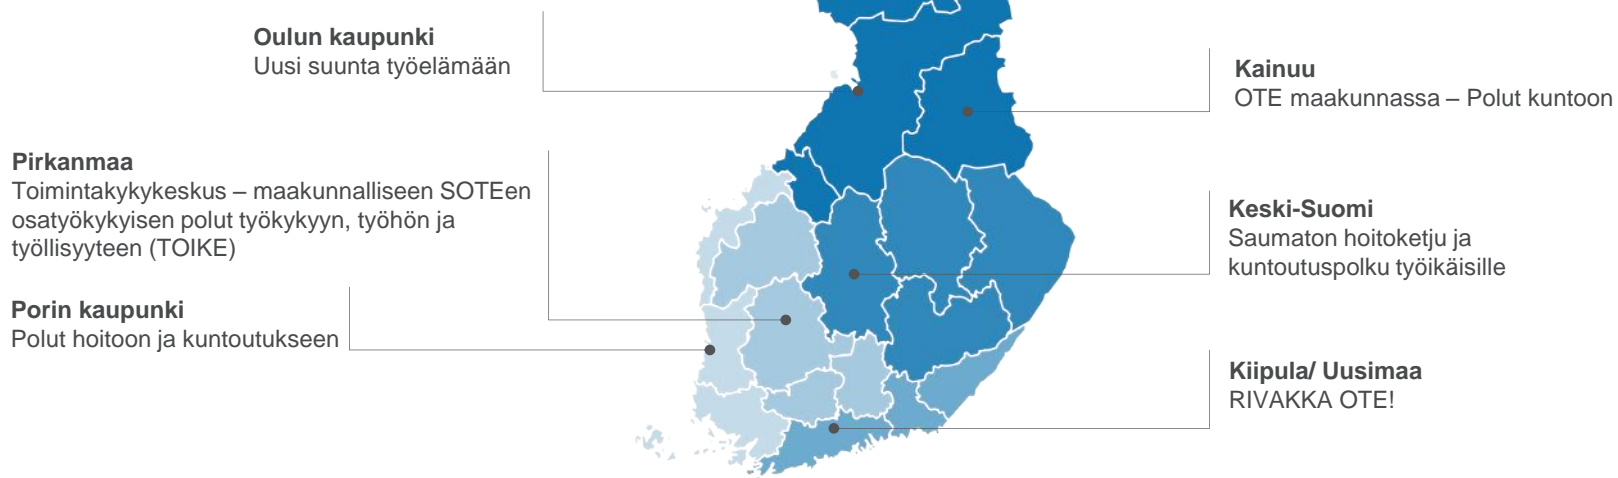 Oulun kaupunki
Uusi suunta työelämään
Pirkanmaa
Toimintakykykeskus – maakunnalliseen SOTEen
osatyökykyisen polut työkykyyn, työhön ja
työllisyyteen (TOIKE)
Porin kaupunki
Polut hoitoon ja kuntoutukseen
Kainuu
OTE maakunnassa – Polut kuntoon
Keski-Suomi
Saumaton hoitoketju ja
kuntoutuspolku työikäisille
Kiipula/ Uusimaa
RIVAKKA OTE!